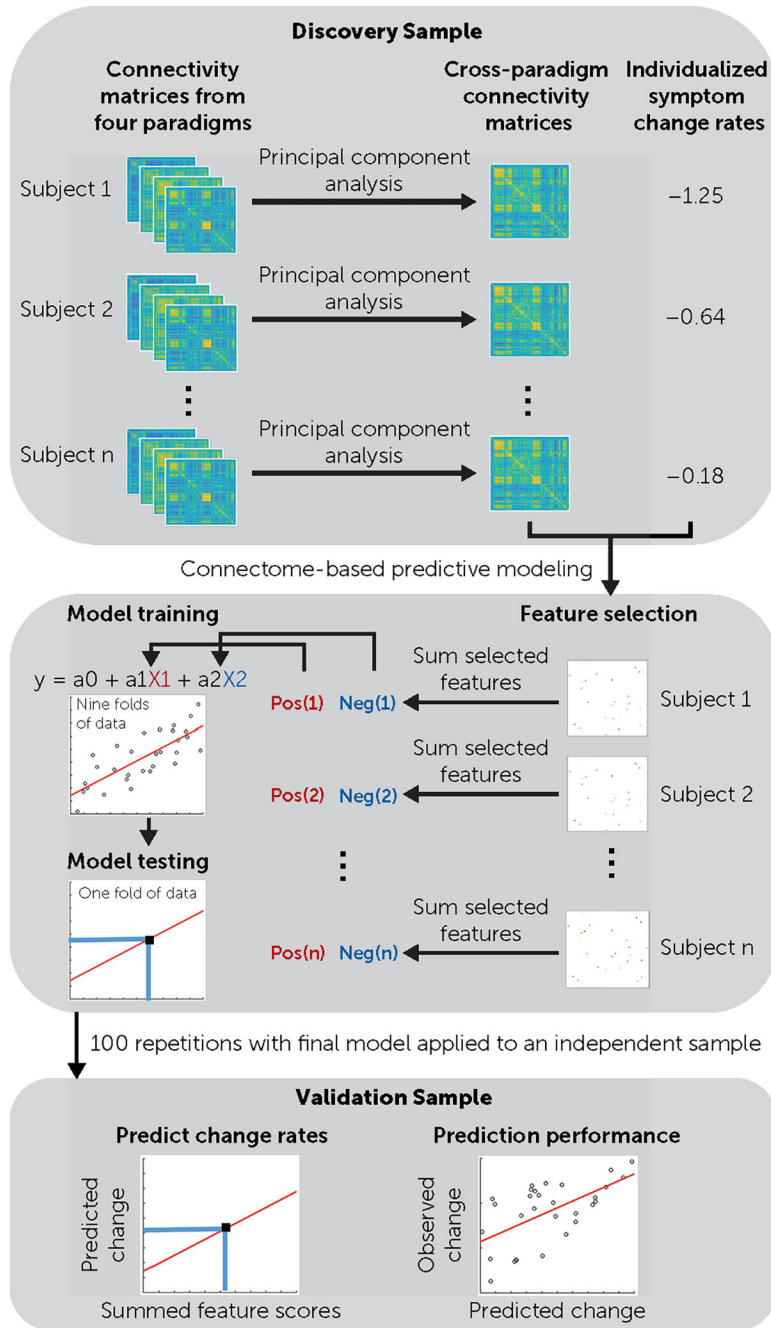 Discovery Sample
Connectivity
matrices from
four paradigms
Cross-paradigm
connectivity
matrices
Individualized
symptom
change rates
Subject 1
Principal component
analysis
−1.25
Subject 2
Principal component
analysis
−0.64
Subject n
Principal component
analysis
−0.18
Connectome-based predictive modeling
Model training
Feature selection
y = a0 + a1X1 + a2X2
Nine folds
of data
Pos(1) Neg(1)
Sum selected
features
Subject 1
Pos(2) Neg(2)
Sum selected
features
Subject 2
Model testing
One fold of data
Pos(n) Neg(n)
Sum selected
features
Subject n
100 repetitions with final model applied to an independent sample
Validation Sample
Predict change rates
Predicted
change
Summed feature scores
Prediction performance
Observed
change
Predicted change